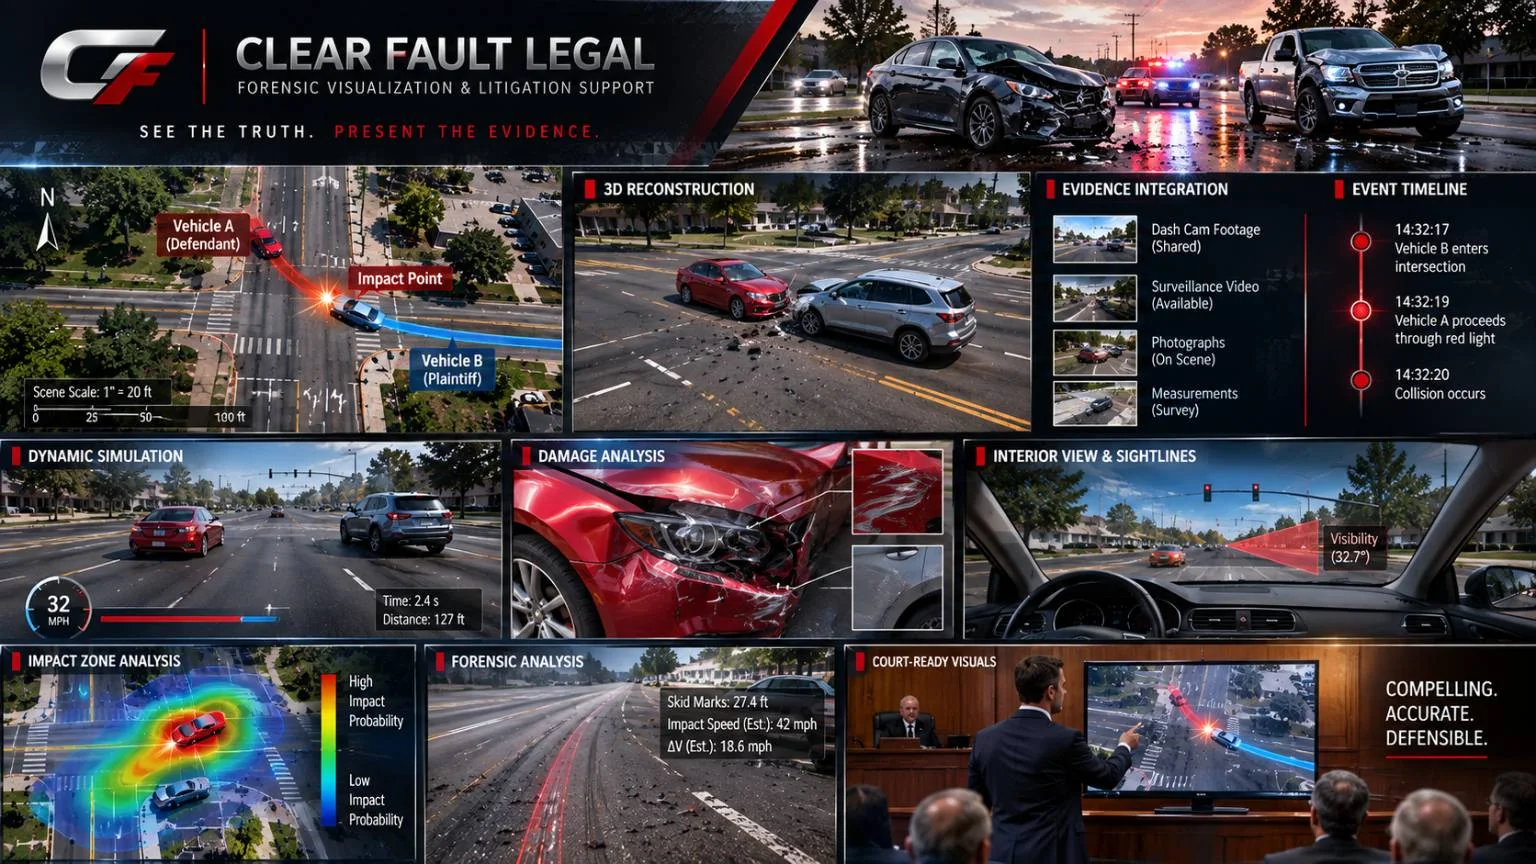 CF
CLEAR FAULT LEGAL
FORENSIC VISUALIZATION & LITIGATION SUPPORT
SEE THE TRUTH. PRESENT THE EVIDENCE.
N
Vehicle A
(Defendant)
Impact Point
Vehicle B
(Plaintiff)
Scene Scale: 1" = 20 ft
0 25 50 100 ft
3D RECONSTRUCTION
EVIDENCE INTEGRATION
Dash Cam Footage
(Shared)
Surveillance Video
(Available)
Photographs
(On Scene)
Measurements
(Survey)
EVENT TIMELINE
14:32:17
Vehicle B enters
intersection
14:32:19
Vehicle A proceeds
through red light
14:32:20
Collision occurs
DYNAMIC SIMULATION
32
MPH
Time: 2.4 s
Distance: 127 ft
DAMAGE ANALYSIS
INTERIOR VIEW & SIGHTLINES
Visibility
(32.7°)
IMPACT ZONE ANALYSIS
High
Impact
Probability
Low
Impact
Probability
FORENSIC ANALYSIS
Skid Marks: 27.4 ft
Impact Speed (Est.): 42 mph
ΔV (Est.): 18.6 mph
COURT-READY VISUALS
COMPELLING.
ACCURATE.
DEFENSIBLE.